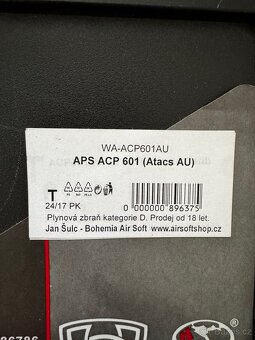 WA-ACP601AU
APS ACP 601 (Atacs AU)
T
24/17 PK
0 000000 896375
Plynová zbraň kategorie D. Prodej od 18 let.
Jan Šulc - Bohemia Air Soft www.airsoftshop.cz